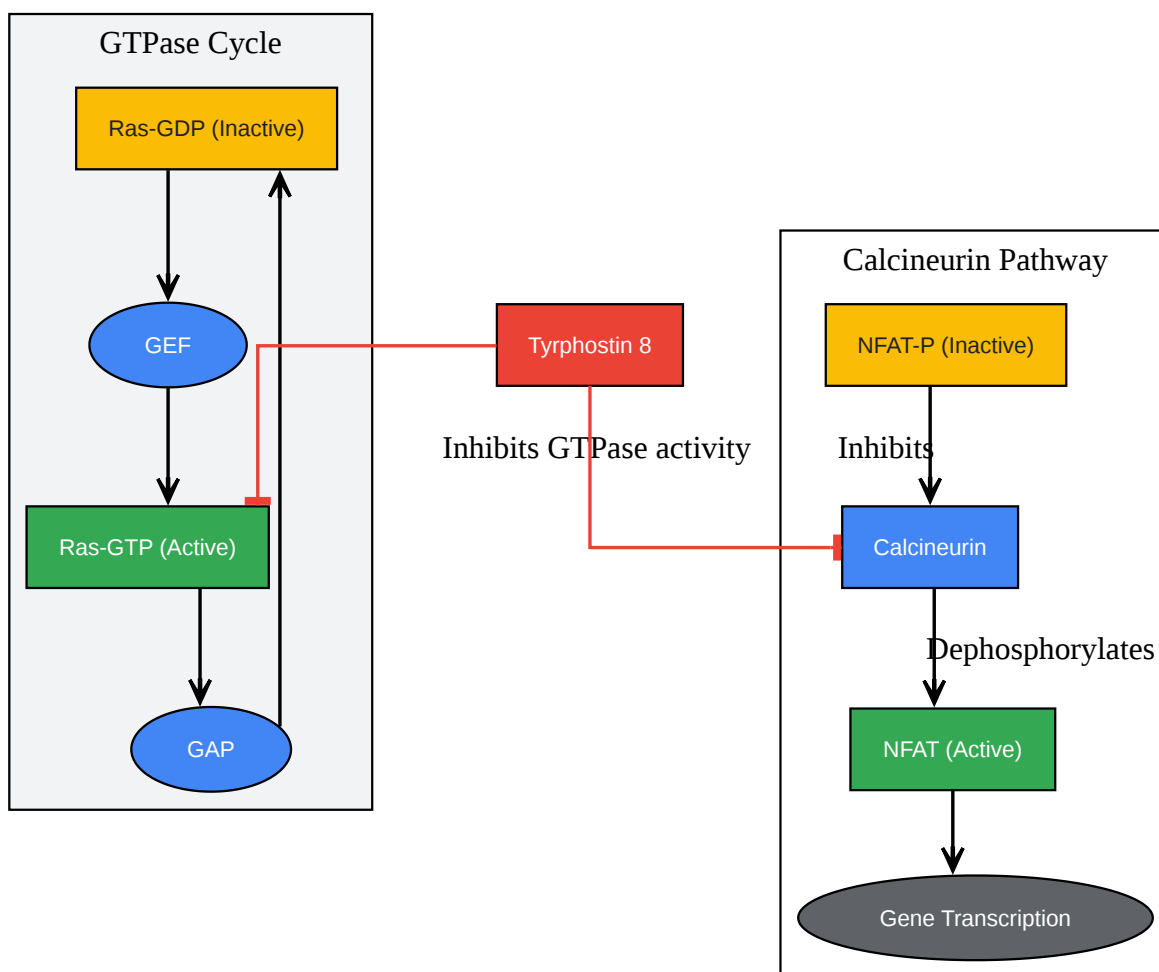 GTPase Cycle
Ras-GDP (Inactive)
GEF
Ras-GTP (Active)
GAP
Tyrphostin 8
Inhibits GTPase activity
Calcineurin Pathway
NFAT-P (Inactive)
Inhibits
Calcineurin
Dephosphorylates
NFAT (Active)
Gene Transcription